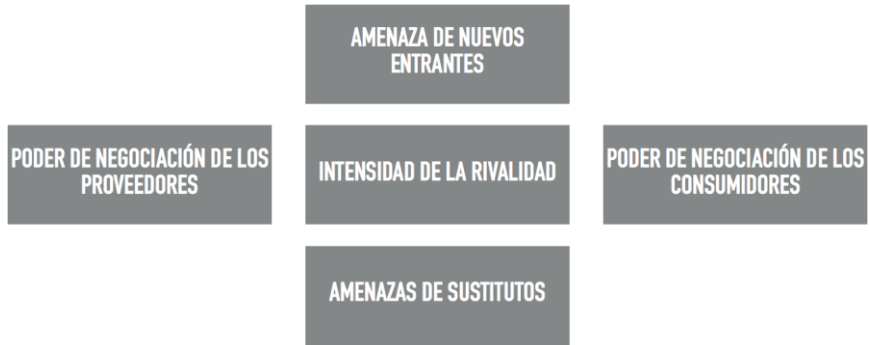 AMENAZA DE NUEVOS
ENTRANTES
PODER DE NEGOCIACIÓN DE LOS
PROVEEDORES
INTENSIDAD DE LA RIVALIDAD
PODER DE NEGOCIACIÓN DE LOS
CONSUMIDORES
AMENAZAS DE SUSTITUTOS